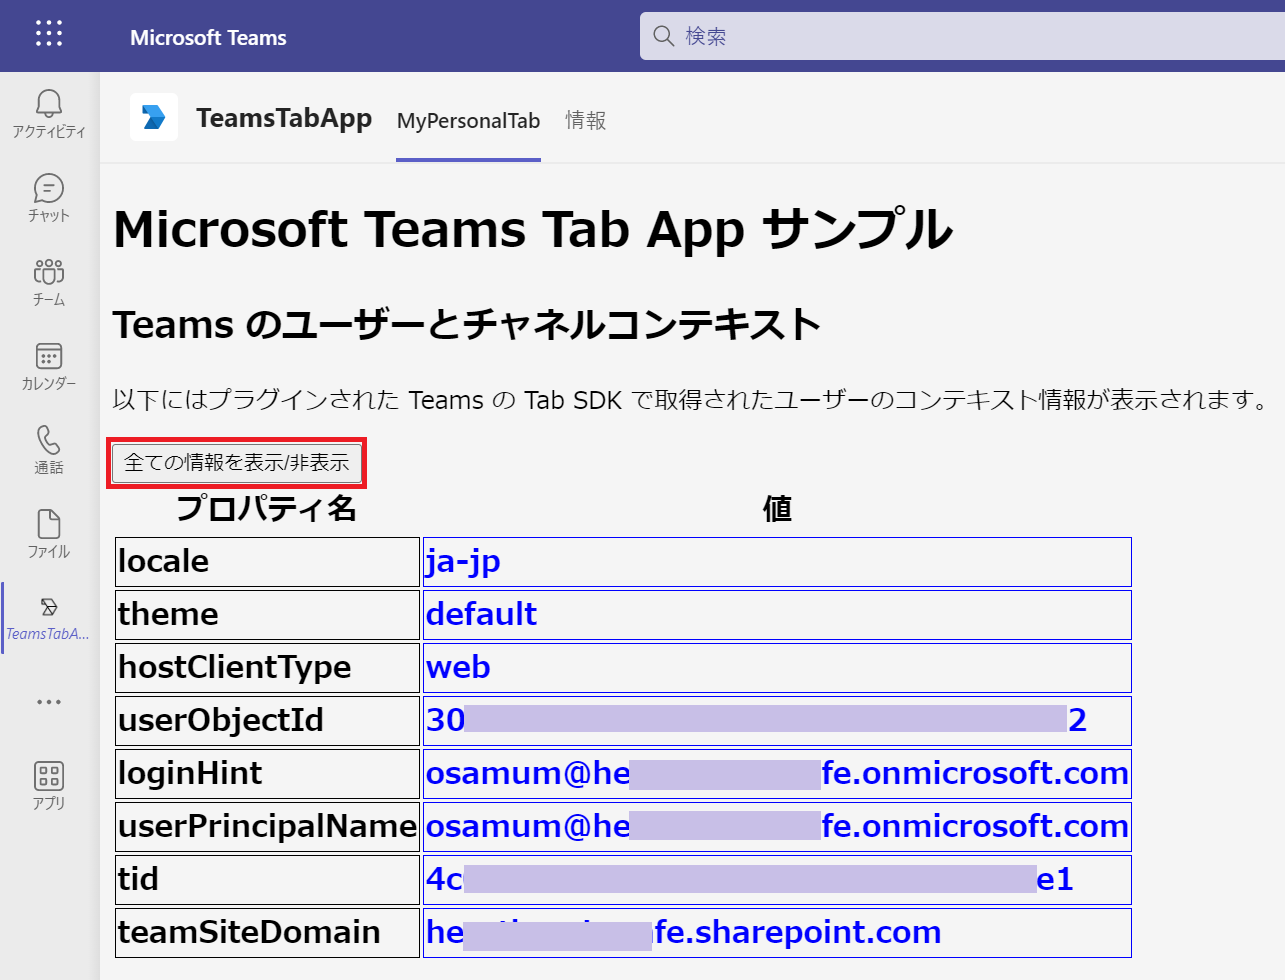 Microsoft Teams
検索
アクティビティ
チャット
チーム
カレンダー
通話
ファイル
TeamsTabA...
アプリ
TeamsTabApp MyPersonalTab 情報
Microsoft Teams Tab App サンプル
Teams のユーザーとチャネルコンテキスト
以下にはプラグインされた Teams の Tab SDK で取得されたユーザーのコンテキスト情報が表示されます。
全ての情報を表示/非表示
プロパティ名 値
locale ja-jp
theme default
hostClientType web
userObjectId 30 2
loginHint osamum@he fe.onmicrosoft.com
userPrincipalName osamum@he fe.onmicrosoft.com
tid 4c e1
teamSiteDomain he fe.sharepoint.com